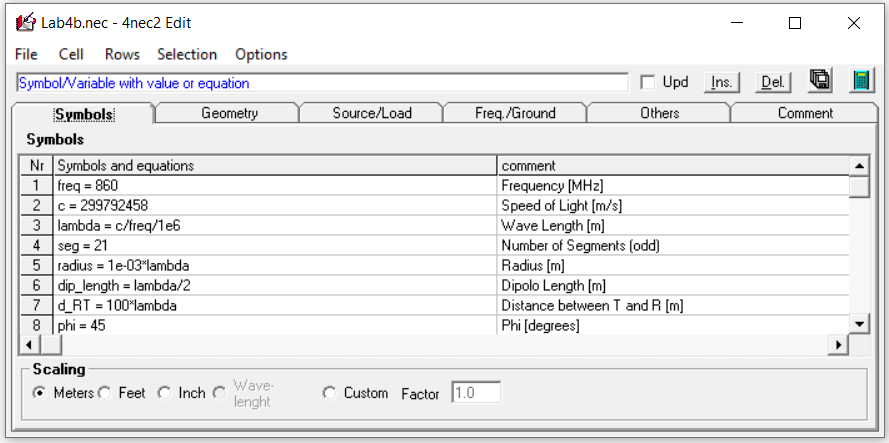 Lab4b.nec - 4nec2 Edit
File Cell Rows Selection Options
Symbol/Variable with value or equation Upd Ins. Del.
Symbols Geometry Source/Load Freq./Ground Others Comment
Symbols
Nr Symbols and equations comment
1 freq = 860 Frequency [MHz]
2 c = 299792458 Speed of Light [m/s]
3 lambda = c/freq/1e6 Wave Length [m]
4 seg = 21 Number of Segments (odd)
5 radius = 1e-03*lambda Radius [m]
6 dip_length = lambda/2 Dipolo Length [m]
7 d_RT = 100*lambda Distance between T and R [m]
8 phi = 45 Phi [degrees]
Scaling
Meters Feet Inch Wave-
lenght Custom Factor 1.0